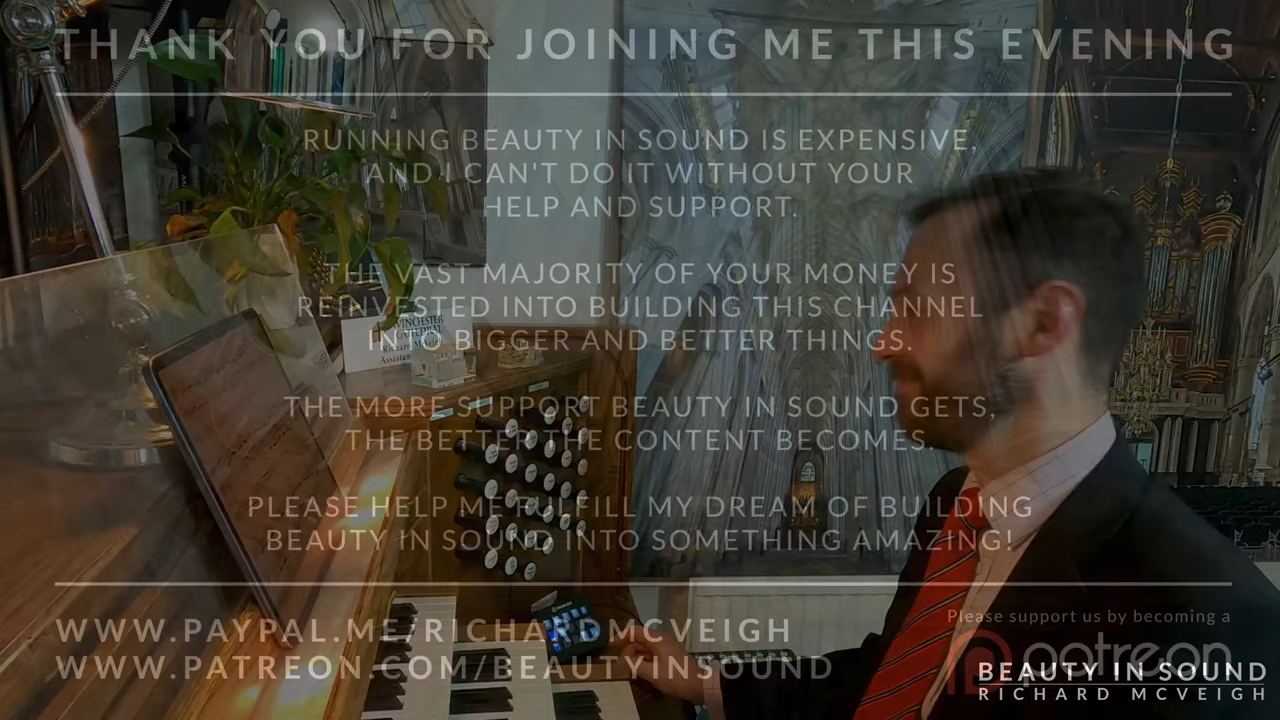 THANK YOU FOR JOINING ME THIS EVENING
RUNNING BEAUTY IN SOUND IS EXPENSIVE,
AND I CAN'T DO IT WITHOUT YOUR
HELP AND SUPPORT.
THE VAST MAJORITY OF YOUR MONEY IS
REINVESTED INTO BUILDING THIS CHANNEL
INTO BIGGER AND BETTER THINGS.
WINCHESTER
CATHEDRAL
THE MORE SUPPORT BEAUTY IN SOUND GETS,
THE BETTER THE CONTENT BECOMES.
PLEASE HELP ME FULFILL MY DREAM OF BUILDING
BEAUTY IN SOUND INTO SOMETHING AMAZING!
WWW.PAYPAL.ME/RICHARDMCVEIGH
WWW.PATREON.COM/BEAUTYINSOUND
Please support us by becoming a
patreon
BEAUTY IN SOUND
RICHARD MCVEIGH